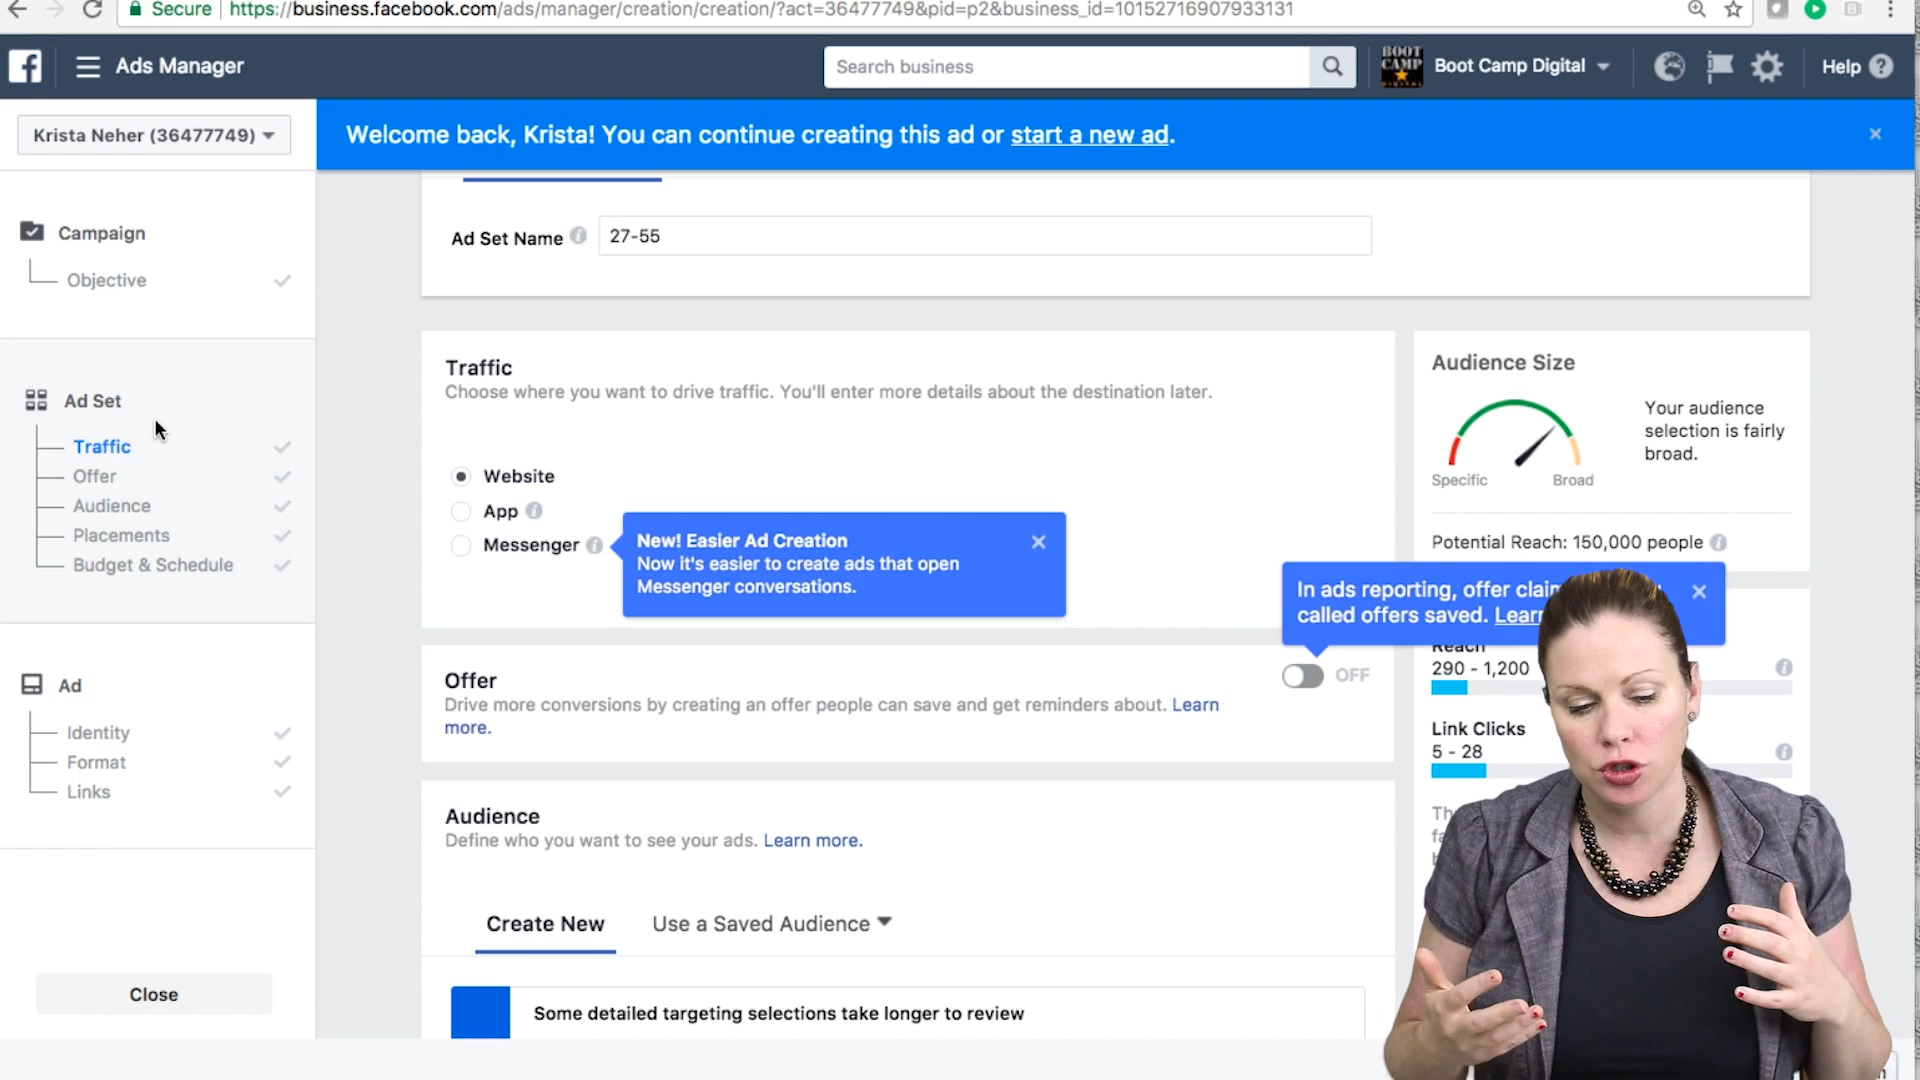 Secure https://business.facebook.com/ads/manager/creation/creation/?act=36477749&pid=p2&business_id=10152716907933131
Ads Manager
Search business
BOOT CAMP DIGITAL
Boot Camp Digital
Help
Krista Neher (36477749)
Welcome back, Krista! You can continue creating this ad or start a new ad.
Campaign
Objective
Ad Set
Traffic
Offer
Audience
Placements
Budget & Schedule
Ad
Identity
Format
Links
Close
Ad Set Name 27-55
Traffic
Choose where you want to drive traffic. You'll enter more details about the destination later.
Website
App
Messenger
New! Easier Ad Creation
Now it's easier to create ads that open
Messenger conversations.
Offer
OFF
Drive more conversions by creating an offer people can save and get reminders about. Learn
more.
Audience
Define who you want to see your ads. Learn more.
Create New Use a Saved Audience
Some detailed targeting selections take longer to review
Audience Size
Your audience
selection is fairly
broad.
Specific Broad
Potential Reach: 150,000 people
In ads reporting, offer
called offers saved.
Reach
290 - 1,200
Link Clicks
5 - 28